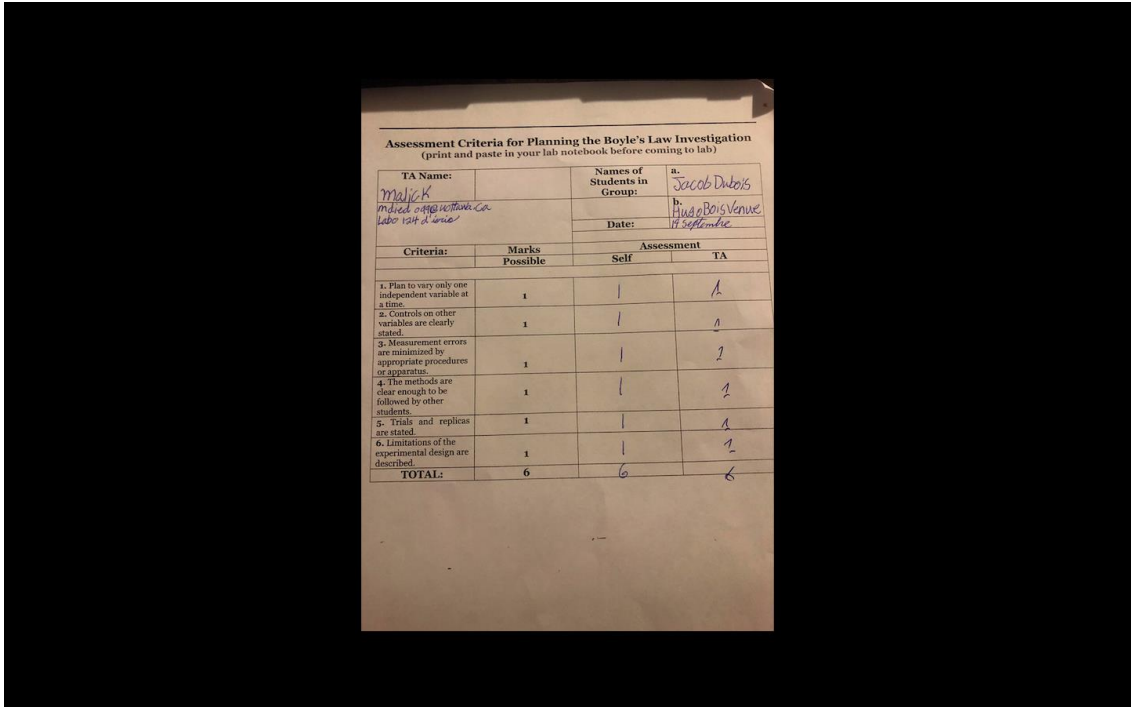 Assessment Criteria for Planning the Boyle's Law Investigation
(print and paste in your lab notebook before coming to lab)
TA Name:
Malick
Labo 124 d'iorio
Names of
Students in
Group:
a.
Jacob Dubois
b.
Hugo BoisVenue
Date:
19 Septembre
Criteria:
Marks
Possible
Assessment
Self
TA
1. Plan to vary only one
independent variable at
a time.
1
1
1
2. Controls on other
variables are clearly
stated.
1
1
1
3. Measurement errors
are minimized by
appropriate procedures
or apparatus.
1
1
1
4. The methods are
clear enough to be
followed by other
students.
1
1
1
5. Trials and replicas
are stated.
1
1
1
6. Limitations of the
experimental design are
described.
1
1
1
TOTAL:
6
6
6